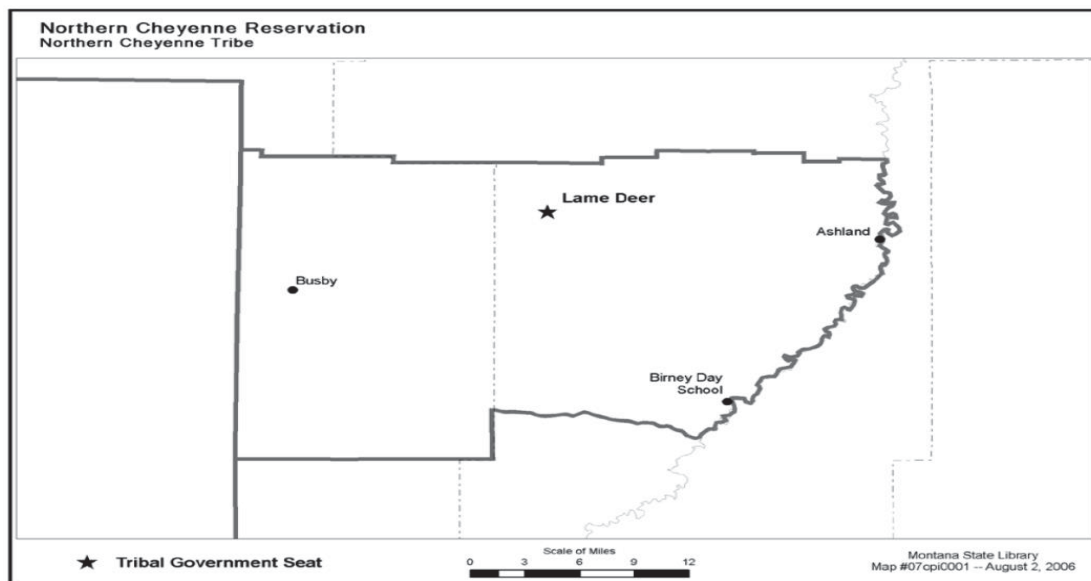 Northern Cheyenne Reservation
Northern Cheyenne Tribe
Lame Deer
Ashland
Busby
Birney Day
School
Scale of Miles
0 3 6 9 12
★ Tribal Government Seat
Montana State Library
Map #07cpi0001 -- August 2, 2006